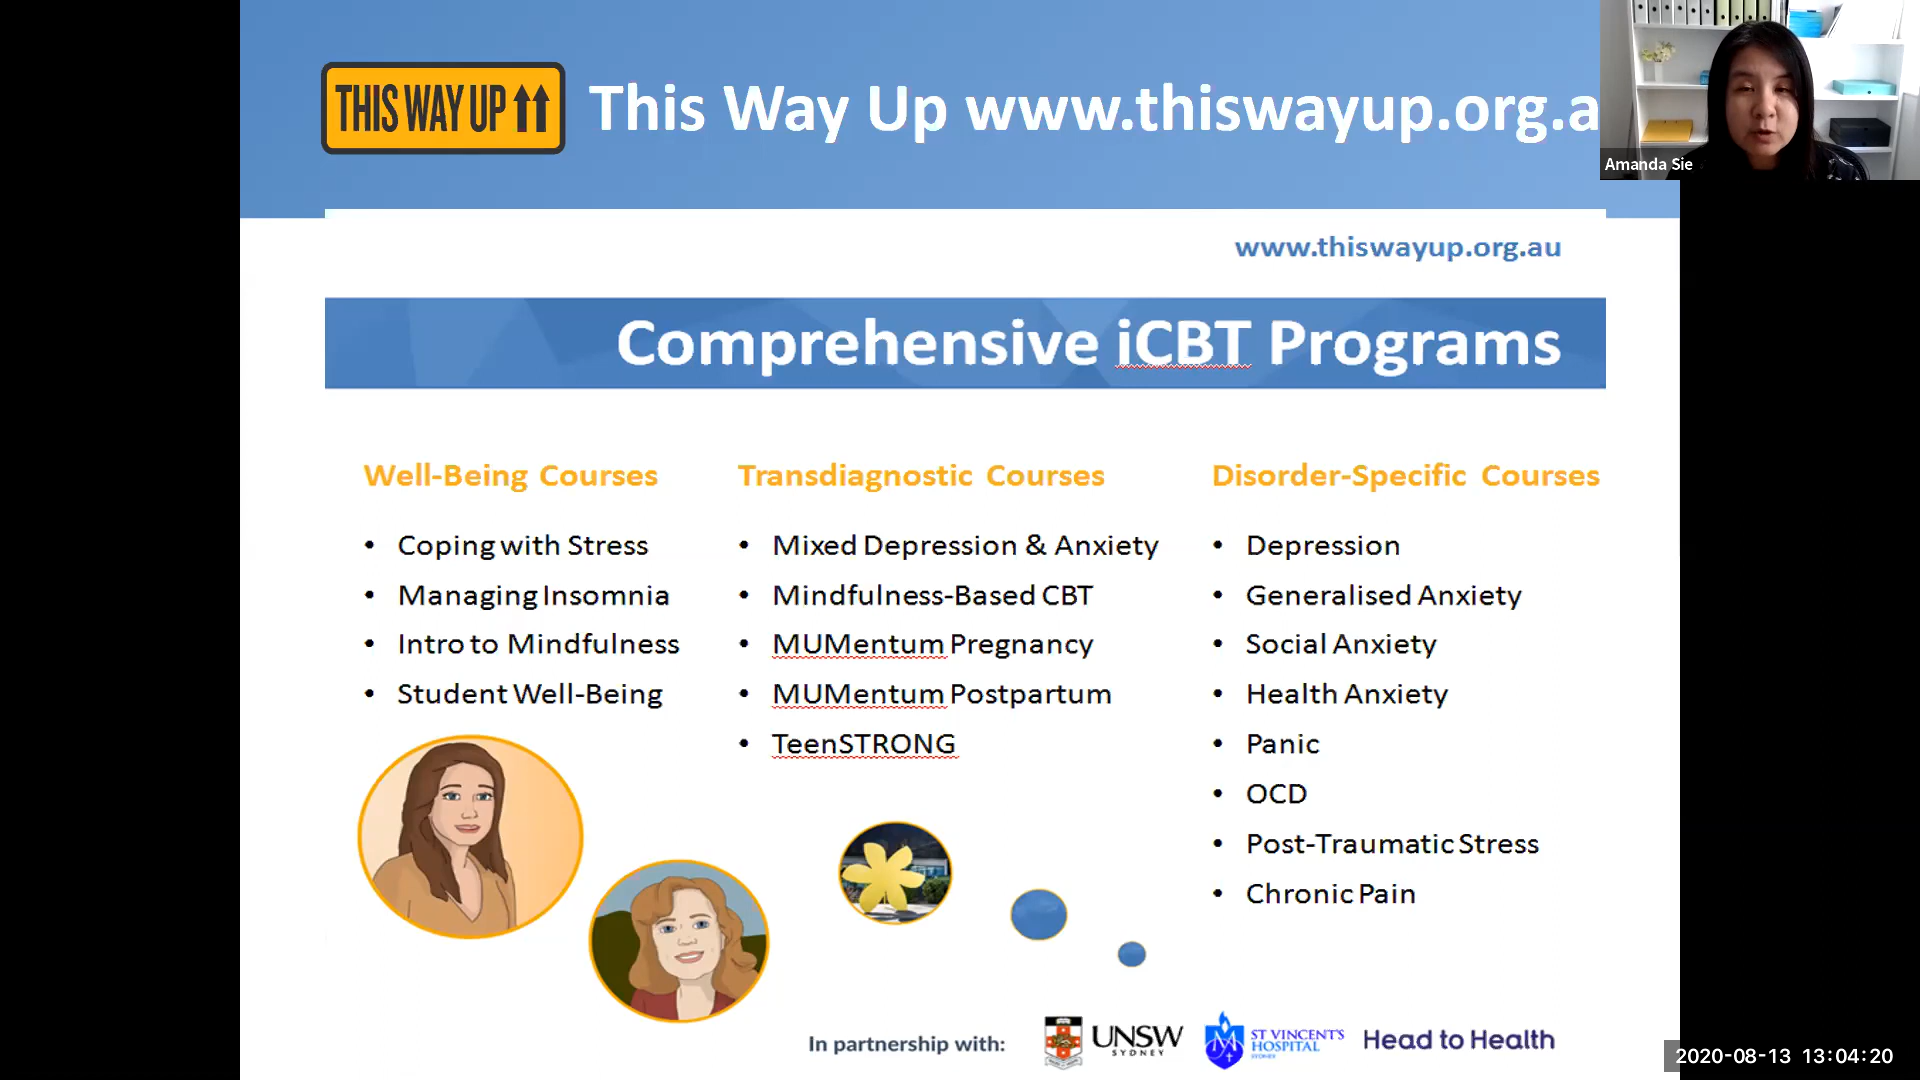 THIS WAY UP
This Way Up www.thiswayup.org.a
Amanda Sie
www.thiswayup.org.au
Comprehensive iCBT Programs
Well-Being Courses
• Coping with Stress
• Managing Insomnia
• Intro to Mindfulness
• Student Well-Being
Transdiagnostic Courses
• Mixed Depression & Anxiety
• Mindfulness-Based CBT
• MUMentum Pregnancy
• MUMentum Postpartum
• TeenSTRONG
Disorder-Specific Courses
• Depression
• Generalised Anxiety
• Social Anxiety
• Health Anxiety
• Panic
• OCD
• Post-Traumatic Stress
• Chronic Pain
In partnership with:
UNSW
SYDNEY
ST VINCENT'S
HOSPITAL
SYDNEY
Head to Health
2020-08-13 13:04:20